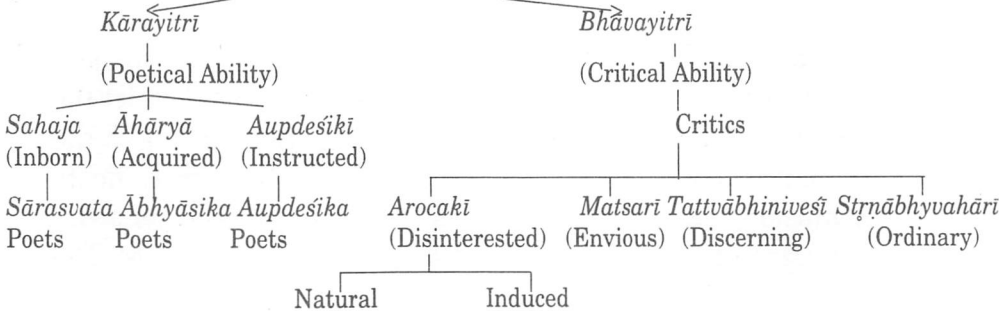 Kārayitrī Bhāvayitrī
(Poetical Ability) (Critical Ability)
Sahaja Āhāryā Aupdeśikī Critics
(Inborn) (Acquired) (Instructed)
Sārasvata Ābhyāsika Aupdeśika Arocakī Matsarī Tattvābhiniveśī Stṛṇābhyvahārī
Poets Poets Poets (Disinterested) (Envious) (Discerning) (Ordinary)
Natural Induced